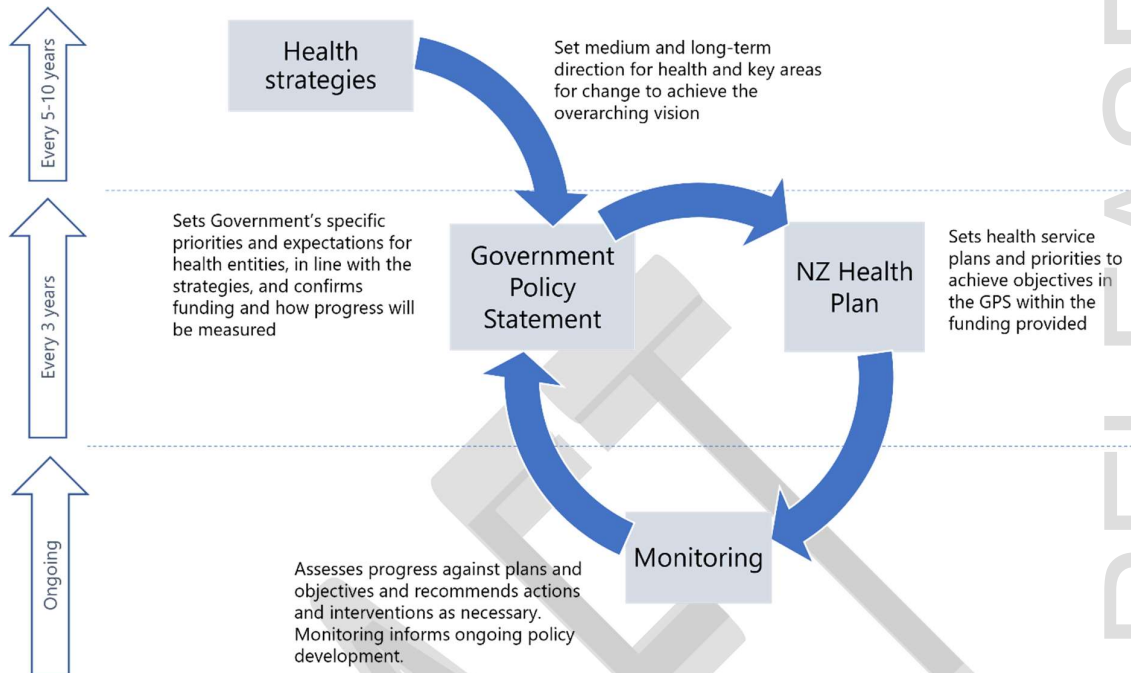 Every 5-10 years
Health
strategies
Set medium and long-term
direction for health and key areas
for change to achieve the
overarching vision
Every 3 years
Sets Government’s specific
priorities and expectations for
health entities, in line with the
strategies, and confirms
funding and how progress will
be measured
Government
Policy
Statement
NZ Health
Plan
Sets health service
plans and priorities to
achieve objectives in
the GPS within the
funding provided
Ongoing
Monitoring
Assesses progress against plans and
objectives and recommends actions
and interventions as necessary.
Monitoring informs ongoing policy
development.